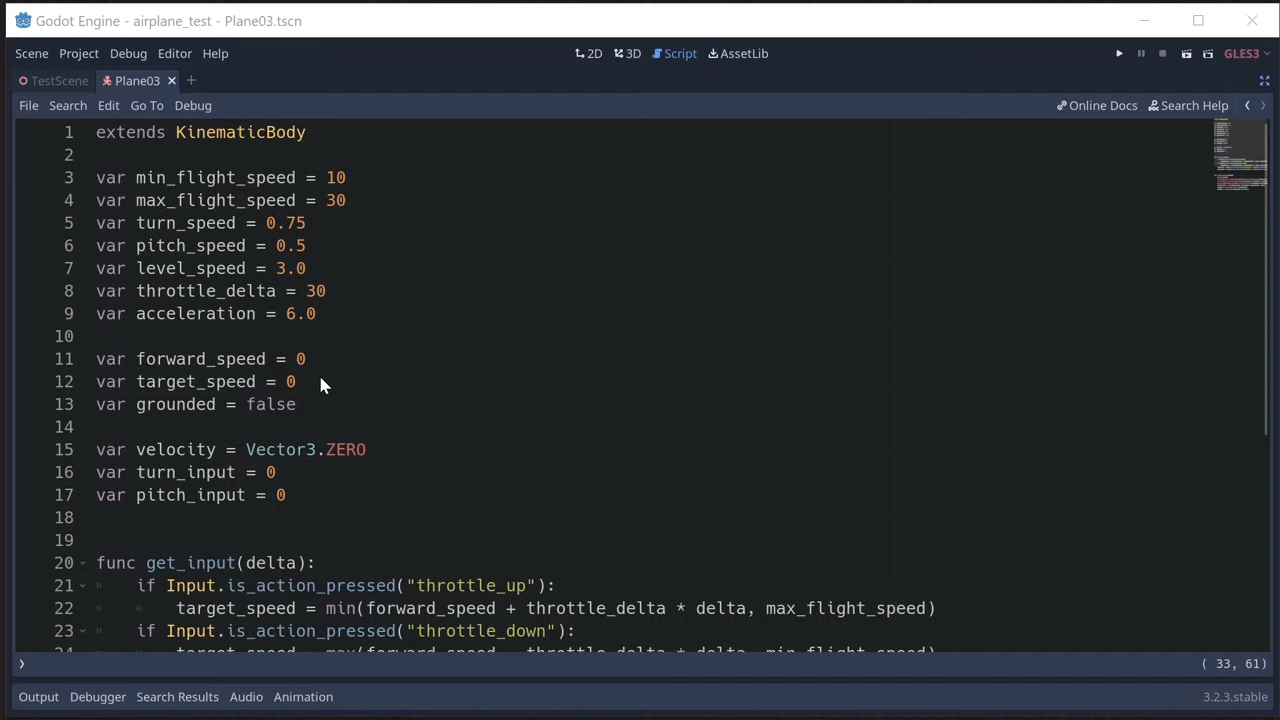 Godot Engine - airplane_test - Plane03.tscn
Scene Project Debug Editor Help 2D 3D Script AssetLib GLES3
TestScene Plane03
File Search Edit Go To Debug Online Docs Search Help
1 extends KinematicBody
2
3 var min_flight_speed = 10
4 var max_flight_speed = 30
5 var turn_speed = 0.75
6 var pitch_speed = 0.5
7 var level_speed = 3.0
8 var throttle_delta = 30
9 var acceleration = 6.0
10
11 var forward_speed = 0
12 var target_speed = 0
13 var grounded = false
14
15 var velocity = Vector3.ZERO
16 var turn_input = 0
17 var pitch_input = 0
18
19
20 func get_input(delta):
21 if Input.is_action_pressed("throttle_up"):
22 target_speed = min(forward_speed + throttle_delta * delta, max_flight_speed)
23 if Input.is_action_pressed("throttle_down"):
24 target_speed = max(forward_speed - throttle_delta * delta, min_flight_speed)
( 33, 61)
Output Debugger Search Results Audio Animation 3.2.3.stable